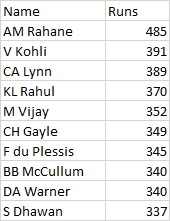 Name Runs
AM Rahane 485
V Kohli 391
CA Lynn 389
KL Rahul 370
M Vijay 352
CH Gayle 349
F du Plessis 345
BB McCullum 340
DA Warner 340
S Dhawan 337